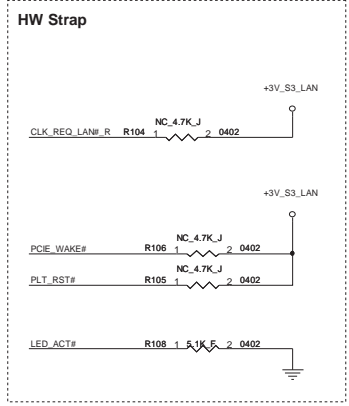 HW Strap
+3V_S3_LAN
NC_4.7K_J
CLK_REQ_LAN#_R R104 1 2 0402
+3V_S3_LAN
NC_4.7K_J
PCIE_WAKE# R106 1 2 0402
NC_4.7K_J
PLT_RST# R105 1 2 0402
LED_ACT# R108 1 5.1K_F 2 0402